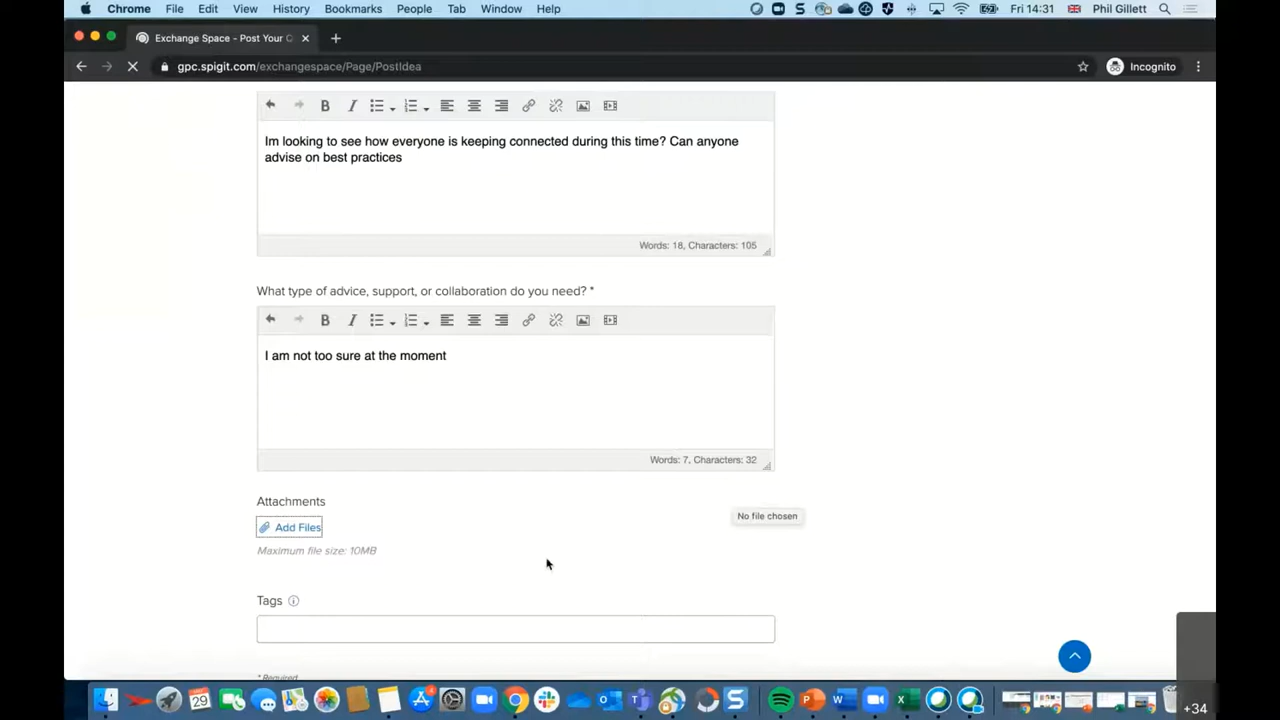 Chrome File Edit View History Bookmarks People Tab Window Help Fri 14:31 Phil Gillett
Exchange Space - Post Your C
gpc.spigit.com/exchangespace/Page/PostIdea Incognito
Im looking to see how everyone is keeping connected during this time? Can anyone
advise on best practices
Words: 18, Characters: 105
What type of advice, support, or collaboration do you need? *
I am not too sure at the moment
Words: 7, Characters: 32
Attachments
Add Files
No file chosen
Maximum file size: 10MB
Tags
* Required
29
+34